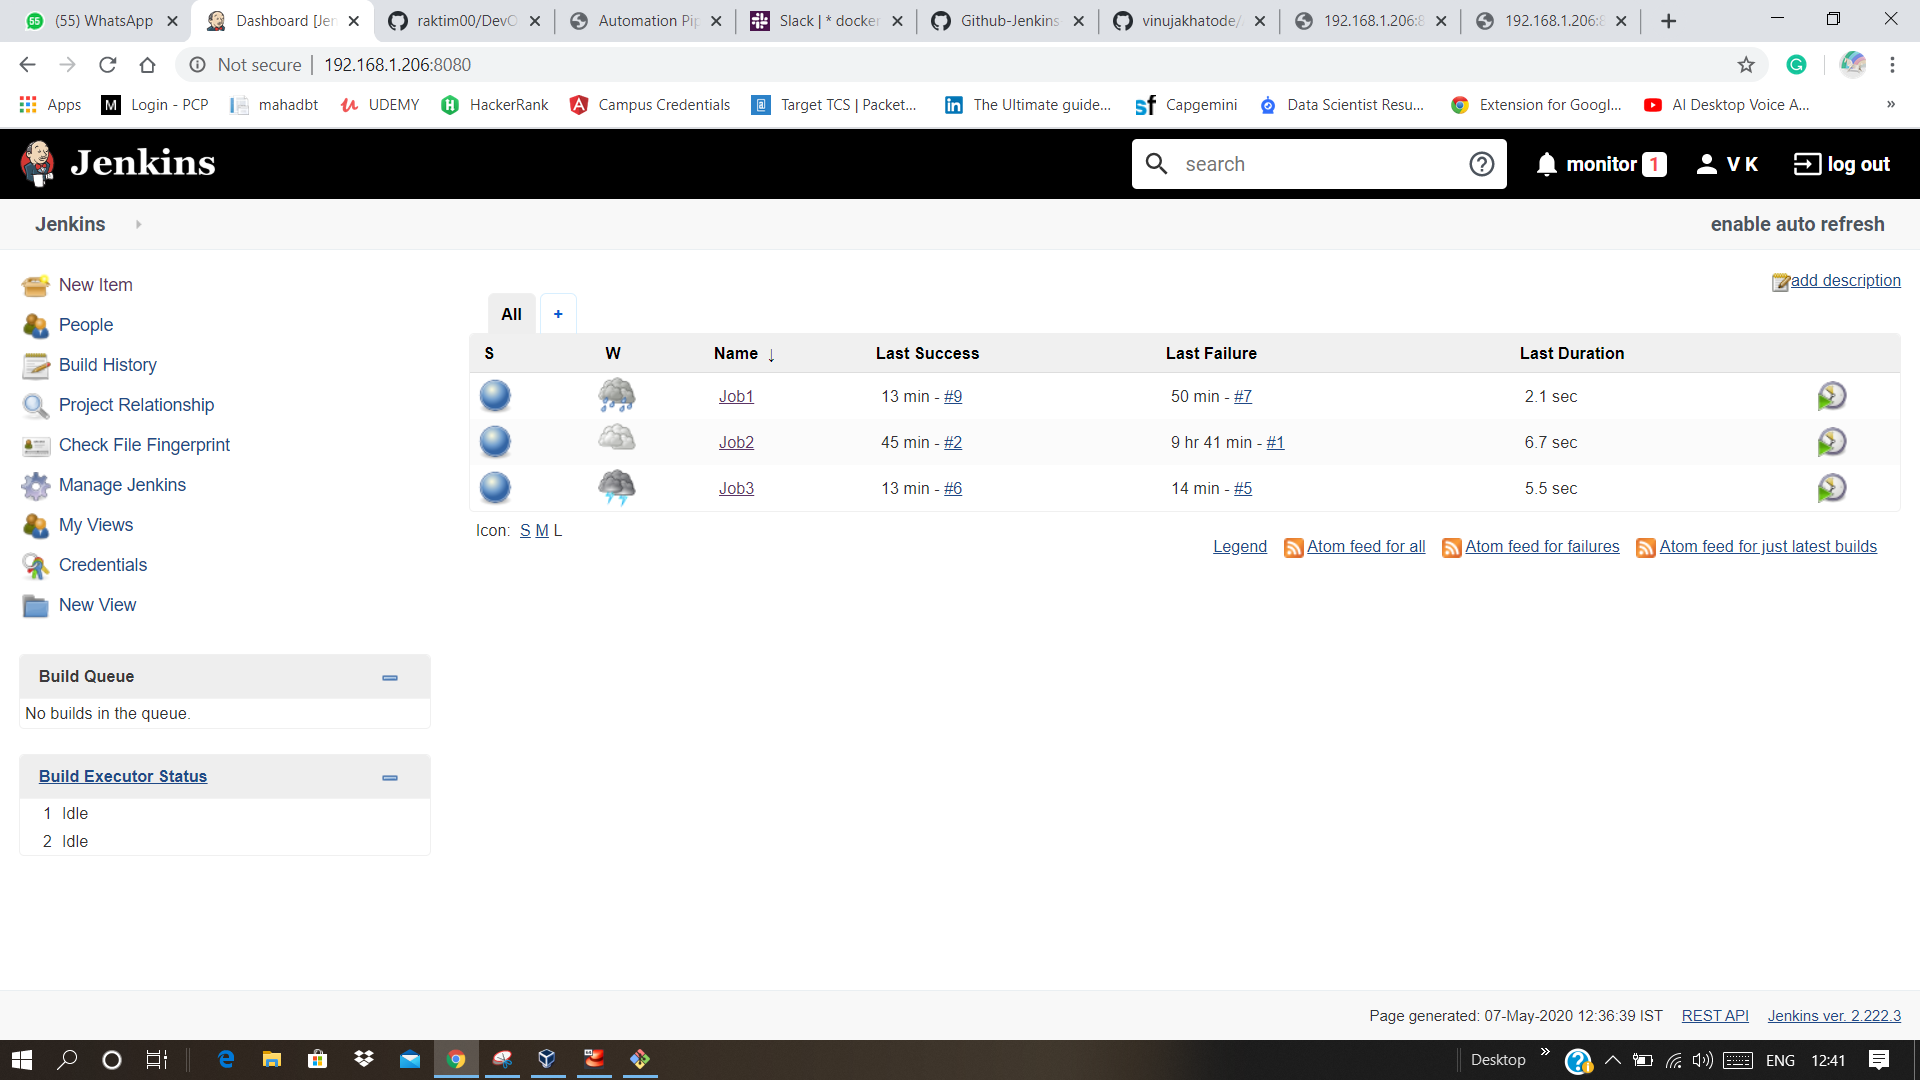 (55) WhatsApp
Dashboard [Jen
raktim00/DevO
Automation Pip
Slack | * docker
Github-Jenkins
vinujakhatode/
192.168.1.206:8
192.168.1.206:8
Not secure | 192.168.1.206:8080
Apps
Login - PCP
mahadbt
UDEMY
HackerRank
Campus Credentials
Target TCS | Packet...
The Ultimate guide...
Capgemini
Data Scientist Resu...
Extension for Googl...
AI Desktop Voice A...
»
Jenkins
search
monitor 1
V K
log out
Jenkins
enable auto refresh
New Item
People
Build History
Project Relationship
Check File Fingerprint
Manage Jenkins
My Views
Credentials
New View
add description
All +
S W Name ↓ Last Success Last Failure Last Duration
Job1 13 min - #9 50 min - #7 2.1 sec
Job2 45 min - #2 9 hr 41 min - #1 6.7 sec
Job3 13 min - #6 14 min - #5 5.5 sec
Icon: S M L
Legend Atom feed for all Atom feed for failures Atom feed for just latest builds
Build Queue
No builds in the queue.
Build Executor Status
1 Idle
2 Idle
Page generated: 07-May-2020 12:36:39 IST REST API Jenkins ver. 2.222.3
Desktop » ENG 12:41